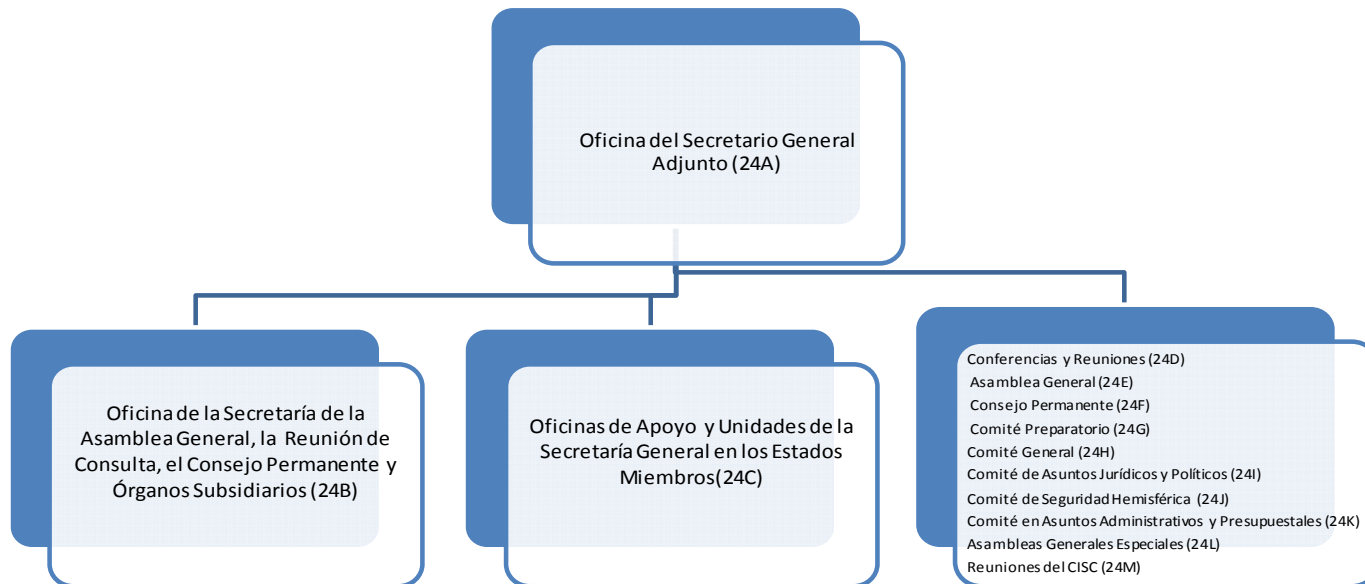 Oficina del Secretario General
Adjunto (24A)
Oficina de la Secretaría de la
Asamblea General, la Reunión de
Consulta, el Consejo Permanente y
Órganos Subsidiarios (24B)
Oficinas de Apoyo y Unidades de la
Secretaría General en los Estados
Miembros(24C)
Conferencias y Reuniones (24D)
Asamblea General (24E)
Consejo Permanente (24F)
Comité Preparatorio (24G)
Comité General (24H)
Comité de Asuntos Jurídicos y Políticos (24I)
Comité de Seguridad Hemisférica (24J)
Comité en Asuntos Administrativos y Presupuestales (24K)
Asambleas Generales Especiales (24L)
Reuniones del CISC (24M)